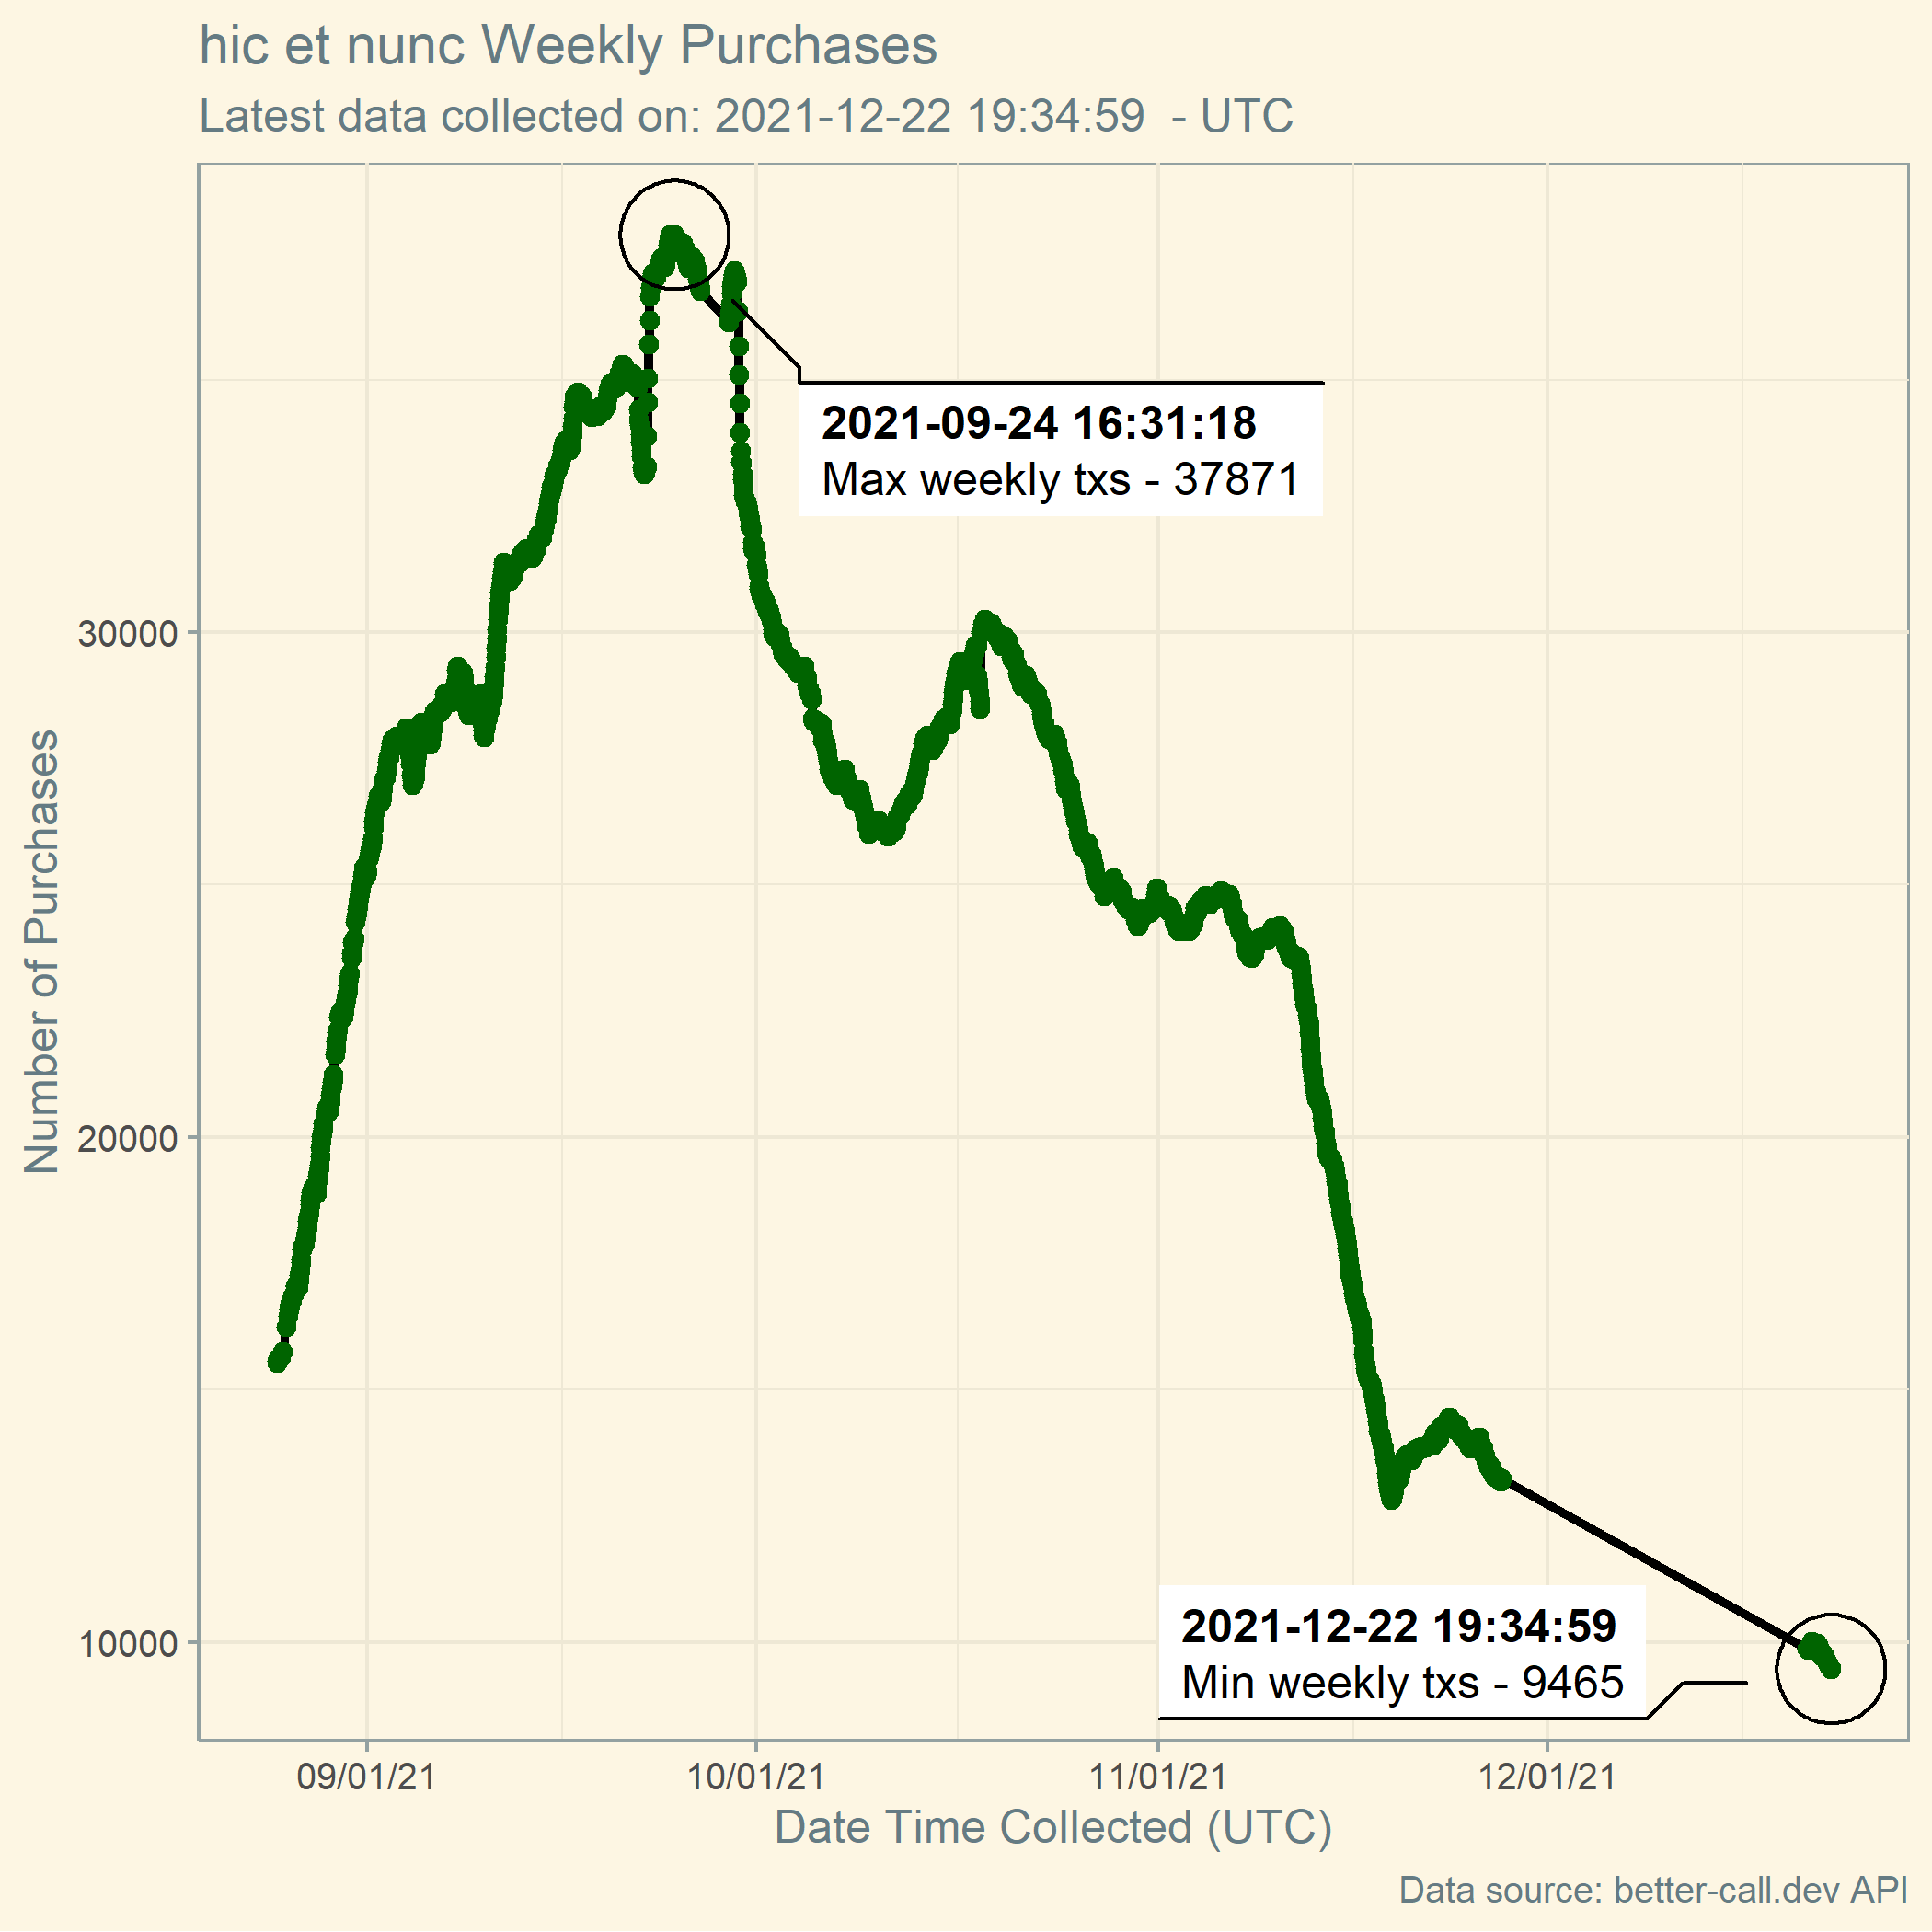 hic et nunc Weekly Purchases
Latest data collected on: 2021-12-22 19:34:59  - UTC
2021-09-24 16:31:18
Max weekly txs - 37871
30000
20000
10000
Number of Purchases
2021-12-22 19:34:59
Min weekly txs - 9465
09/01/21 10/01/21 11/01/21 12/01/21
Date Time Collected (UTC)
Data source: better-call.dev API